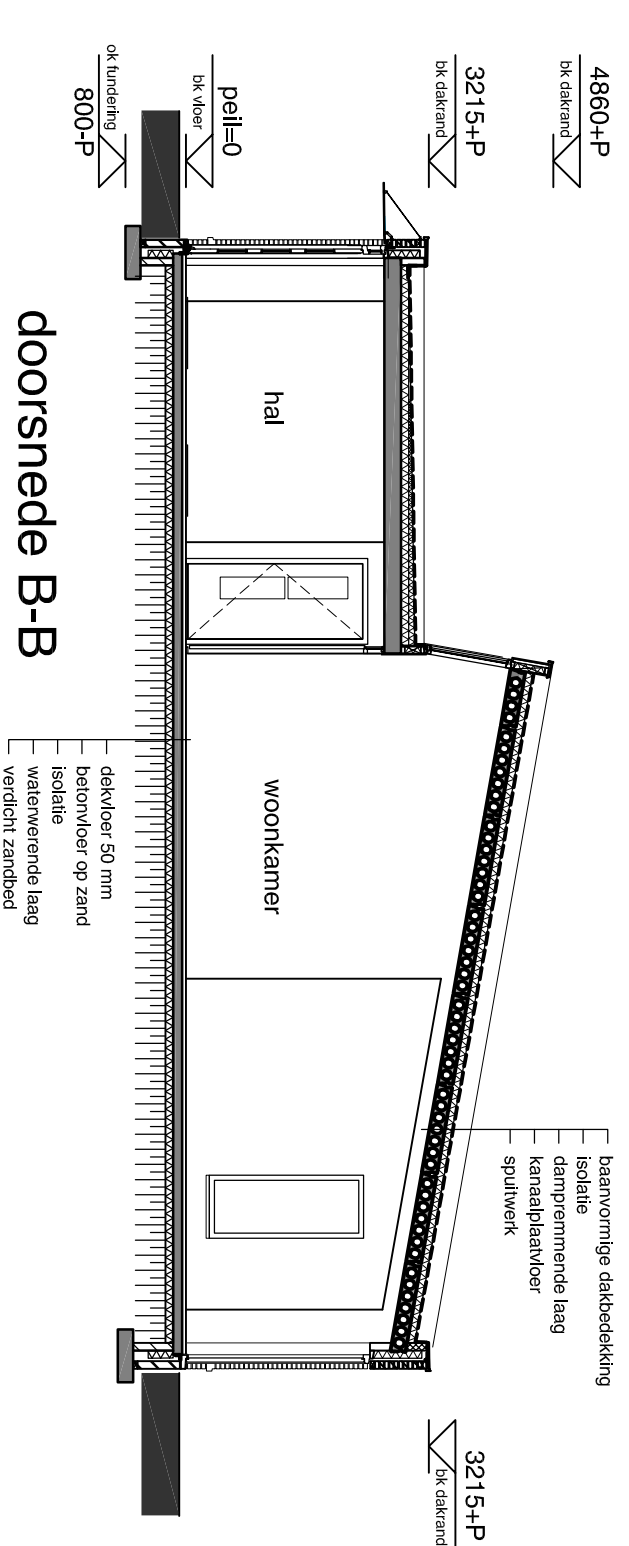 4860+P
bk dakrand
3215+P
bk dakrand
peil=0
bk vloer
ok fundering
800-P
baanvormige dakbedekking
isolatie
dampremmende laag
kanaalplaatvloer
spuitwerk
hal
woonkamer
3215+P
bk dakrand
dekvloer 50 mm
betonvloer op zand
isolatie
waterwerende laag
verdicht zandbed
doorsnede B-B